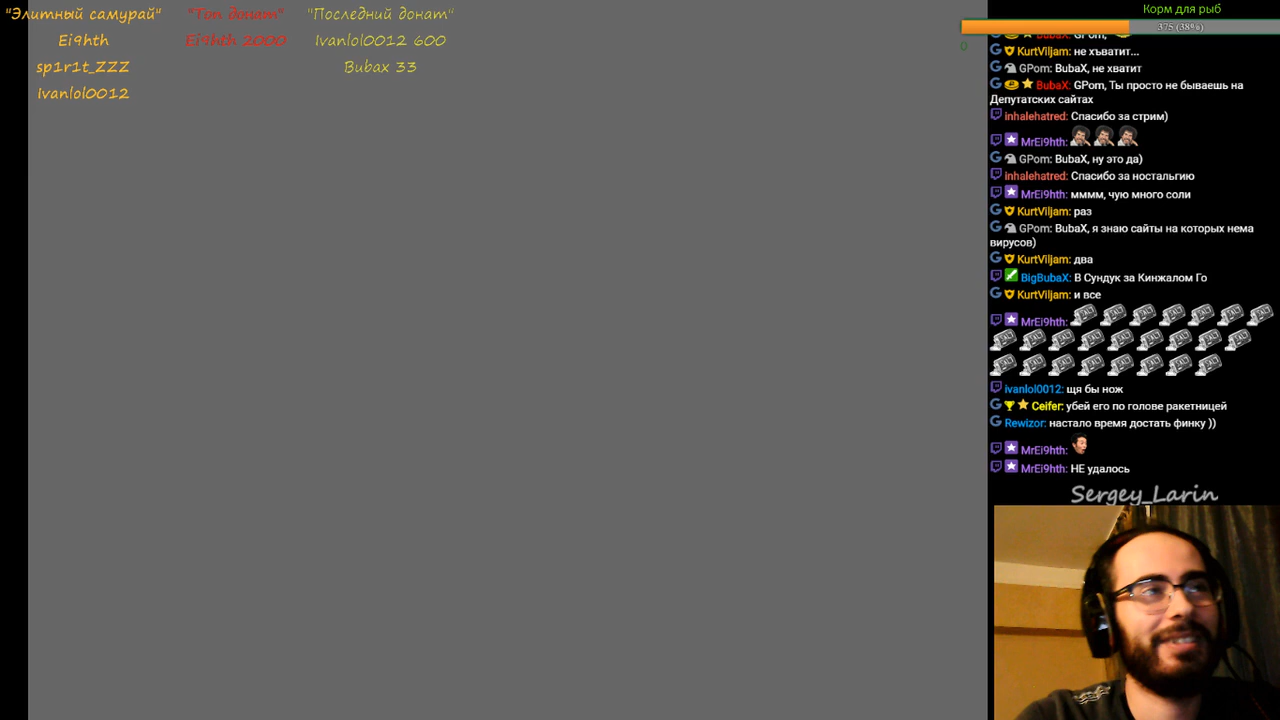 "Элитный самурай"
Ei9hth
sp1r1t_ZZZ
ivanlol0012
"Топ донат"
Ei9hth 2000
"Последний донат"
Ivanlol0012 600
Bubax 33
Корм для рыб
375 (38%)
0
BubaX: GPom,
KurtViljam: не хъватит...
GPom: BubaX, не хватит
BubaX: GPom, Ты просто не бываешь на
Депутатских сайтах
inhalehatred: Спасибо за стрим)
MrEi9hth:
GPom: BubaX, ну это да)
inhalehatred: Спасибо за ностальгию
MrEi9hth: мммм, чую много соли
KurtViljam: раз
GPom: BubaX, я знаю сайты на которых нема
вирусов)
KurtViljam: два
BigBubaX: В Сундук за Кинжалом Го
KurtViljam: и все
MrEi9hth:
ivanlol0012: щя бы нож
Ceifer: убей его по голове ракетницей
Rewizor: настало время достать финку ))
MrEi9hth:
MrEi9hth: НЕ удалось
Sergey_Larin